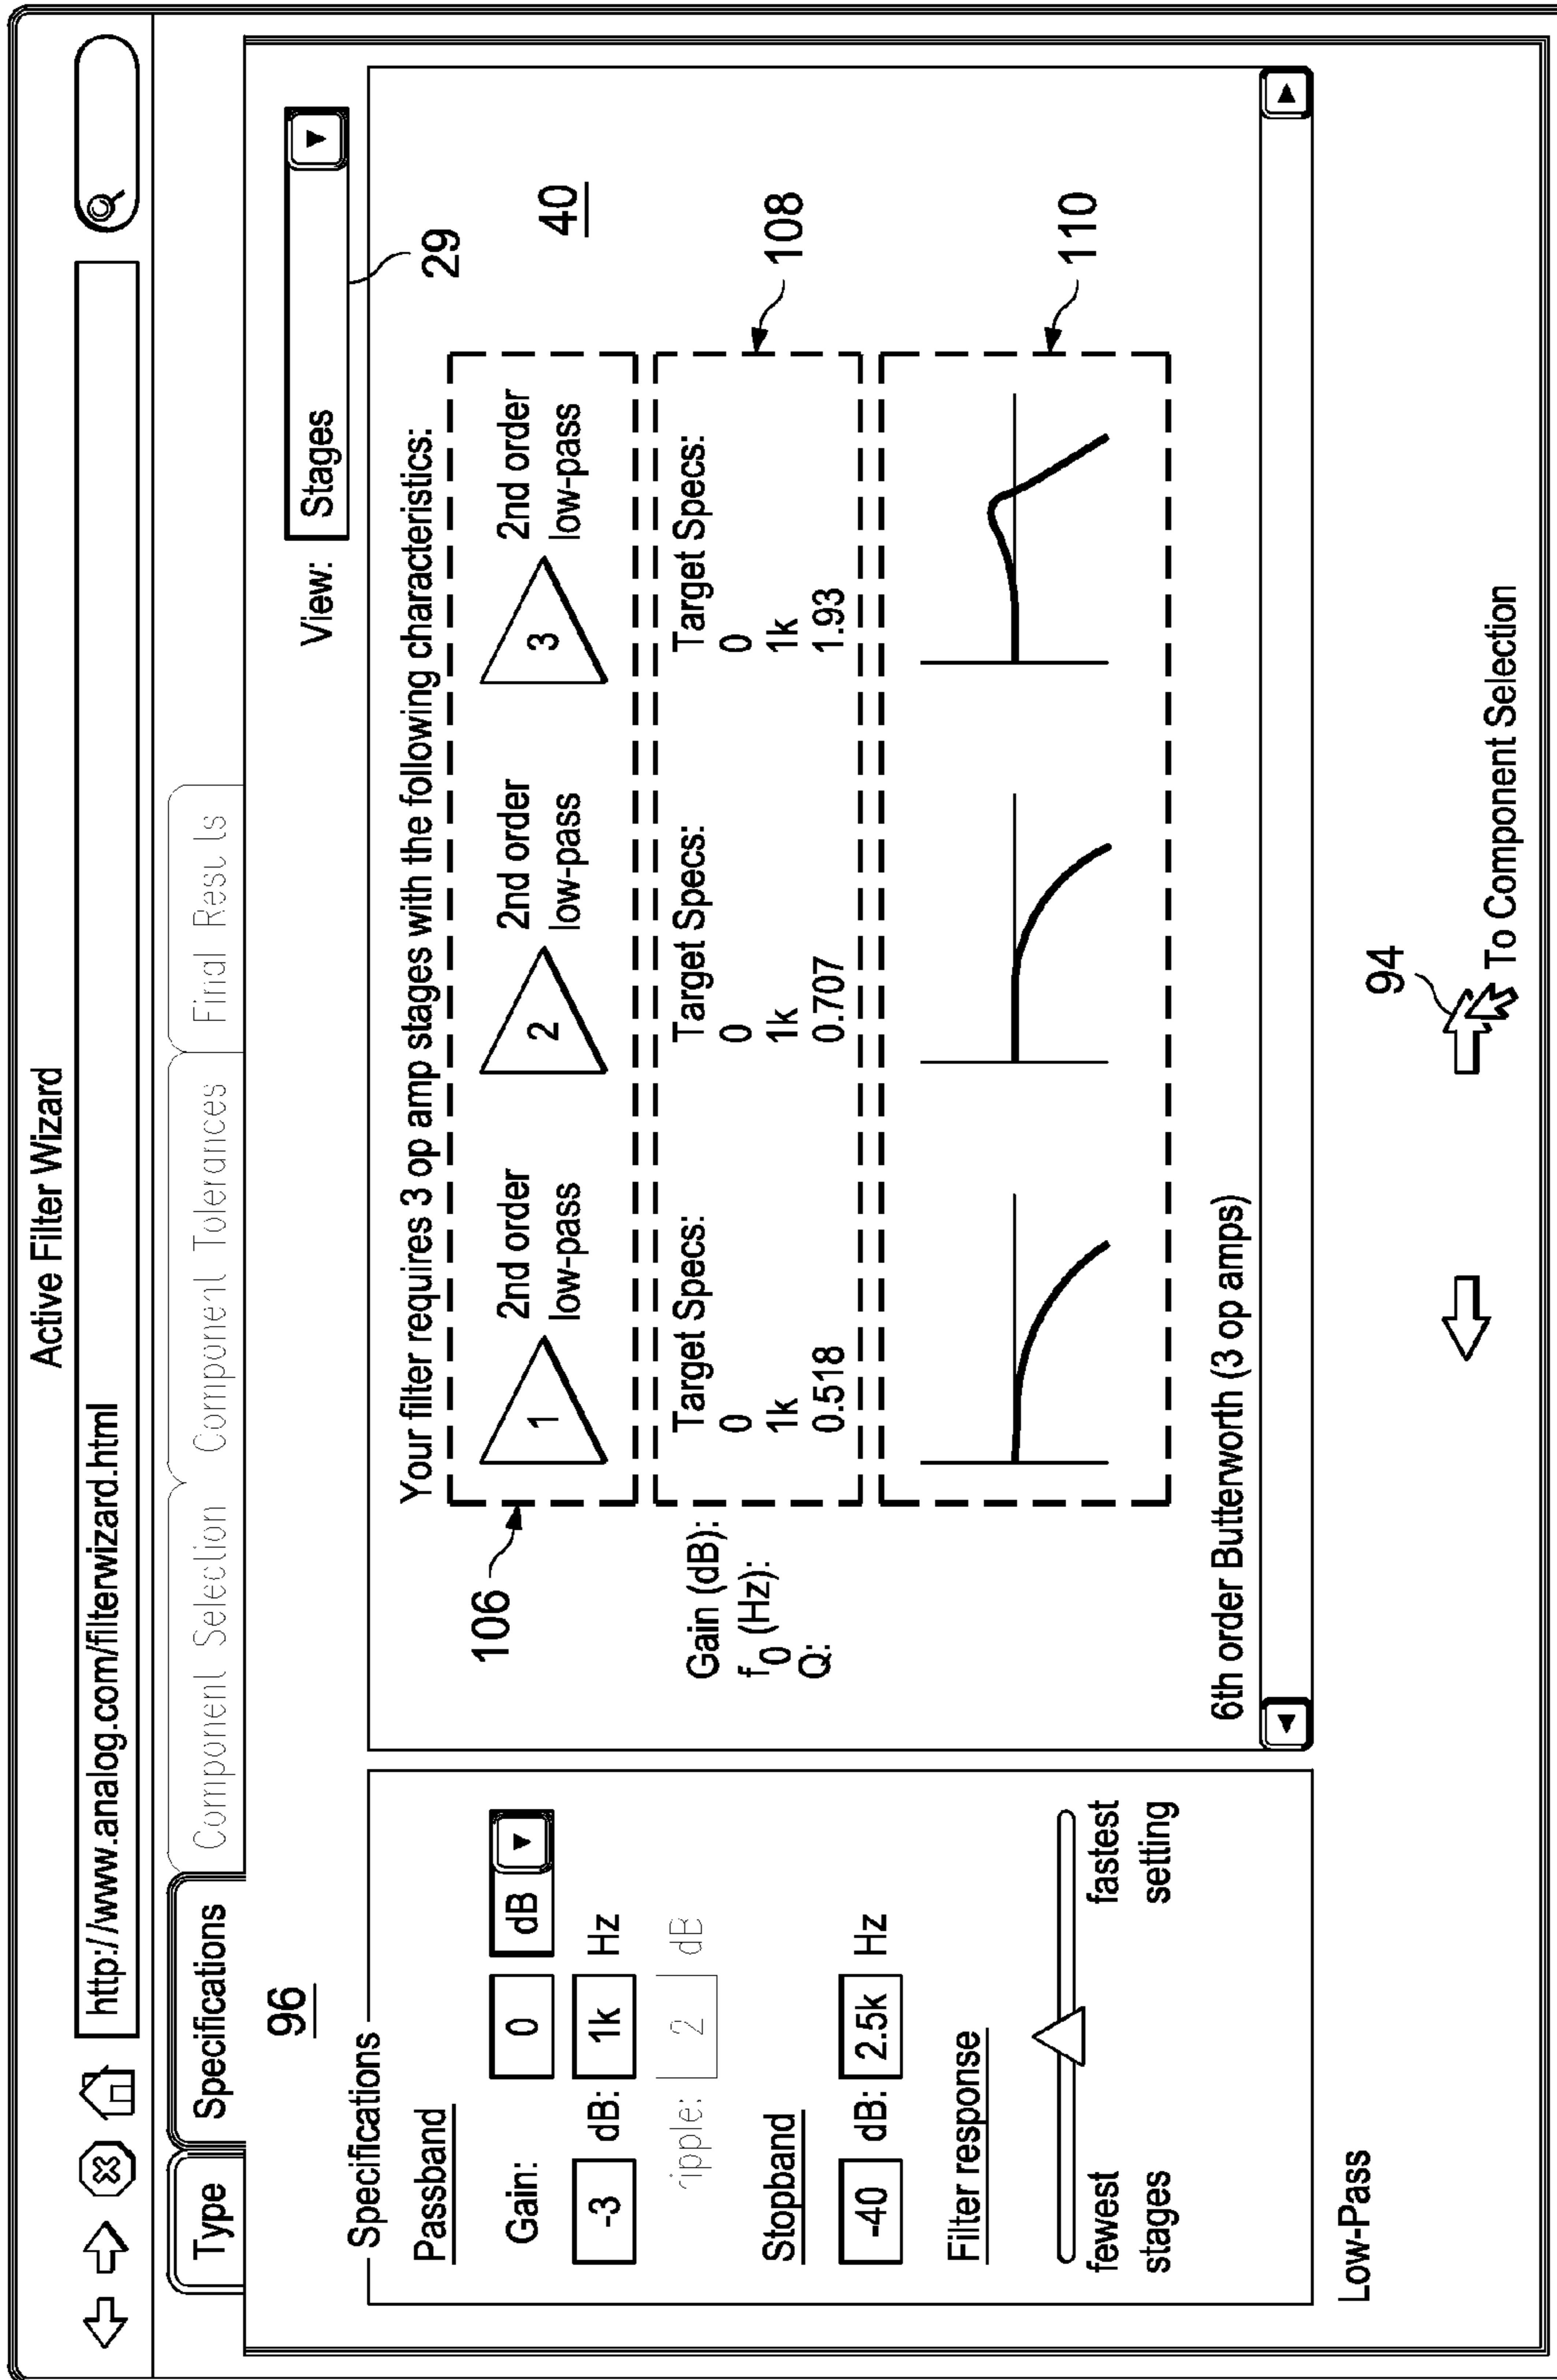 Active Filter Wizard
http://www.analog.com/filterwizard.html
Type
Specifications
Component Selection
Component Tolerances
Final Results
96
Specifications
Passband
Gain: 0 dB
-3 dB: 1k Hz
ripple: 2 dB
Stopband
-40 dB: 2.5k Hz
Filter response
fewest
stages
fastest
setting
View: Stages
29
Your filter requires 3 op amp stages with the following characteristics:
40
106
1 2nd order low-pass
2 2nd order low-pass
3 2nd order low-pass
108
Target Specs: Target Specs: Target Specs:
Gain (dB): 0 0 0
f0 (Hz): 1k 1k 1k
Q: 0.518 0.707 1.93
110
6th order Butterworth (3 op amps)
Low-Pass
94
To Component Selection